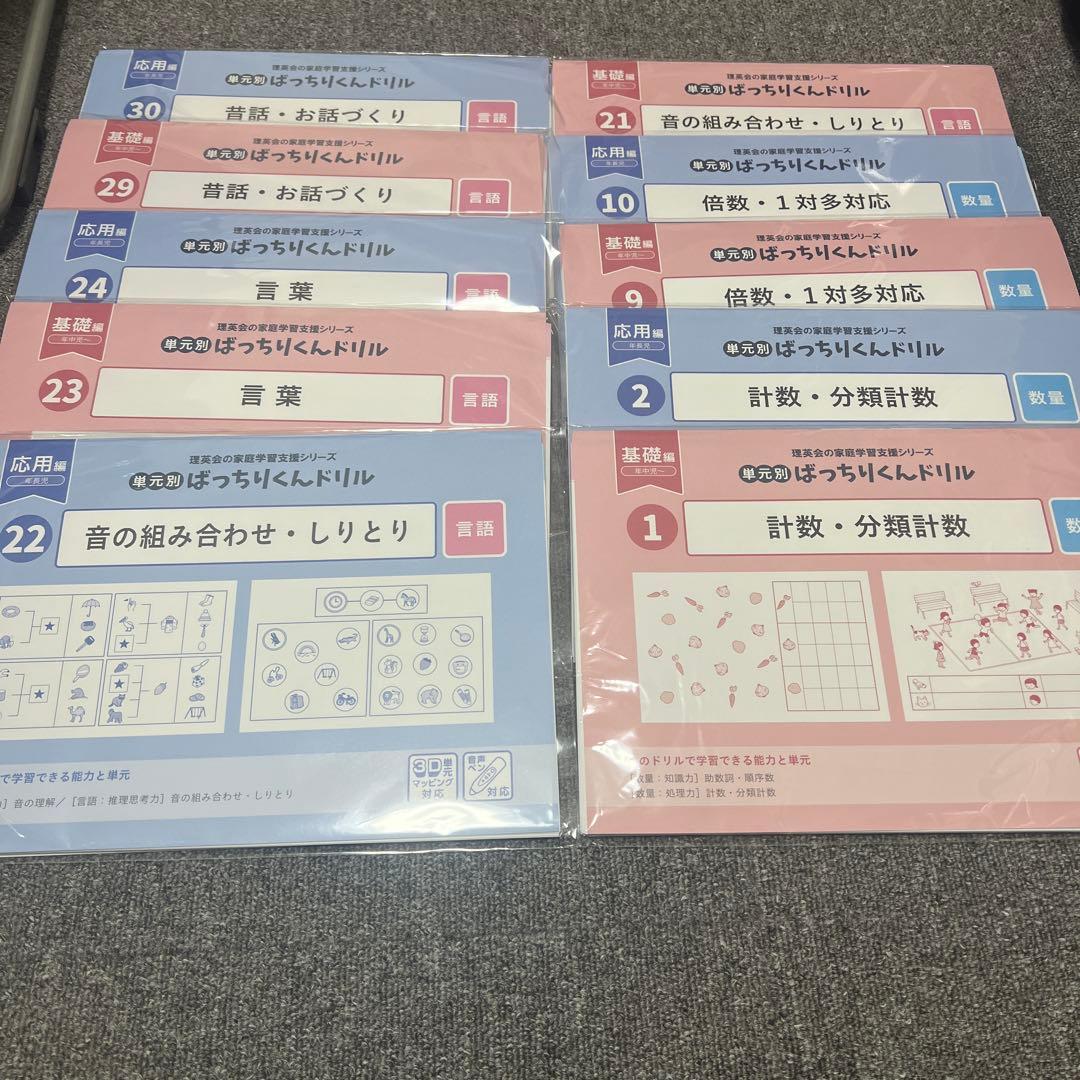 応用編
年長児
理英会の家庭学習支援シリーズ
単元別 ばっちりくんドリル
30
昔話・お話づくり
言語
基礎編
年中児〜
理英会の家庭学習支援シリーズ
単元別 ばっちりくんドリル
29
昔話・お話づくり
言語
応用編
年長児
理英会の家庭学習支援シリーズ
単元別 ばっちりくんドリル
24
言葉
言語
基礎編
年中児〜
理英会の家庭学習支援シリーズ
単元別 ばっちりくんドリル
23
言葉
言語
応用編
年長児
理英会の家庭学習支援シリーズ
単元別 ばっちりくんドリル
22
音の組み合わせ・しりとり
言語
で学習できる能力と単元
］音の理解／［言語：推理思考力］音の組み合わせ・しりとり
3D単元
マッピング
対応
音声
ペン
対応
基礎編
年中児〜
理英会の家庭学習支援シリーズ
単元別 ばっちりくんドリル
21
音の組み合わせ・しりとり
言語
応用編
年長児
理英会の家庭学習支援シリーズ
単元別 ばっちりくんドリル
10
倍数・1対多対応
数量
基礎編
年中児〜
理英会の家庭学習支援シリーズ
単元別 ばっちりくんドリル
9
倍数・1対多対応
数量
応用編
年長児
理英会の家庭学習支援シリーズ
単元別 ばっちりくんドリル
2
計数・分類計数
数量
基礎編
年中児〜
理英会の家庭学習支援シリーズ
単元別 ばっちりくんドリル
1
計数・分類計数
数
のドリルで学習できる能力と単元
［数量：知識力］助数詞・順序数
［数量：処理力］計数・分類計数